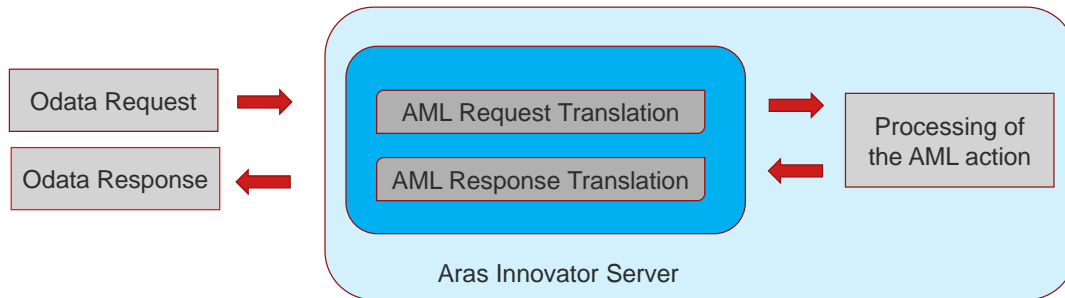 Odata Request
Odata Response
AML Request Translation
AML Response Translation
Processing of
the AML action
Aras Innovator Server